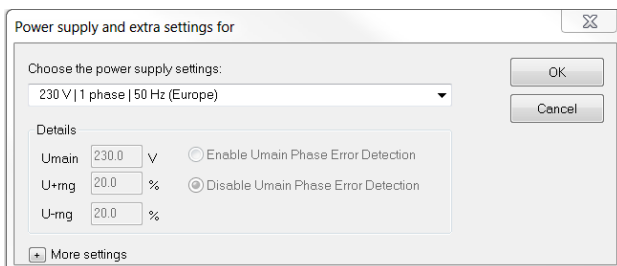 Power supply and extra settings for
Choose the power supply settings:
230 V | 1 phase | 50 Hz (Europe)
OK
Cancel
Details
Umain 230.0 V
Enable Umain Phase Error Detection
U+rng 20.0 %
Disable Umain Phase Error Detection
U-rng 20.0 %
+ More settings